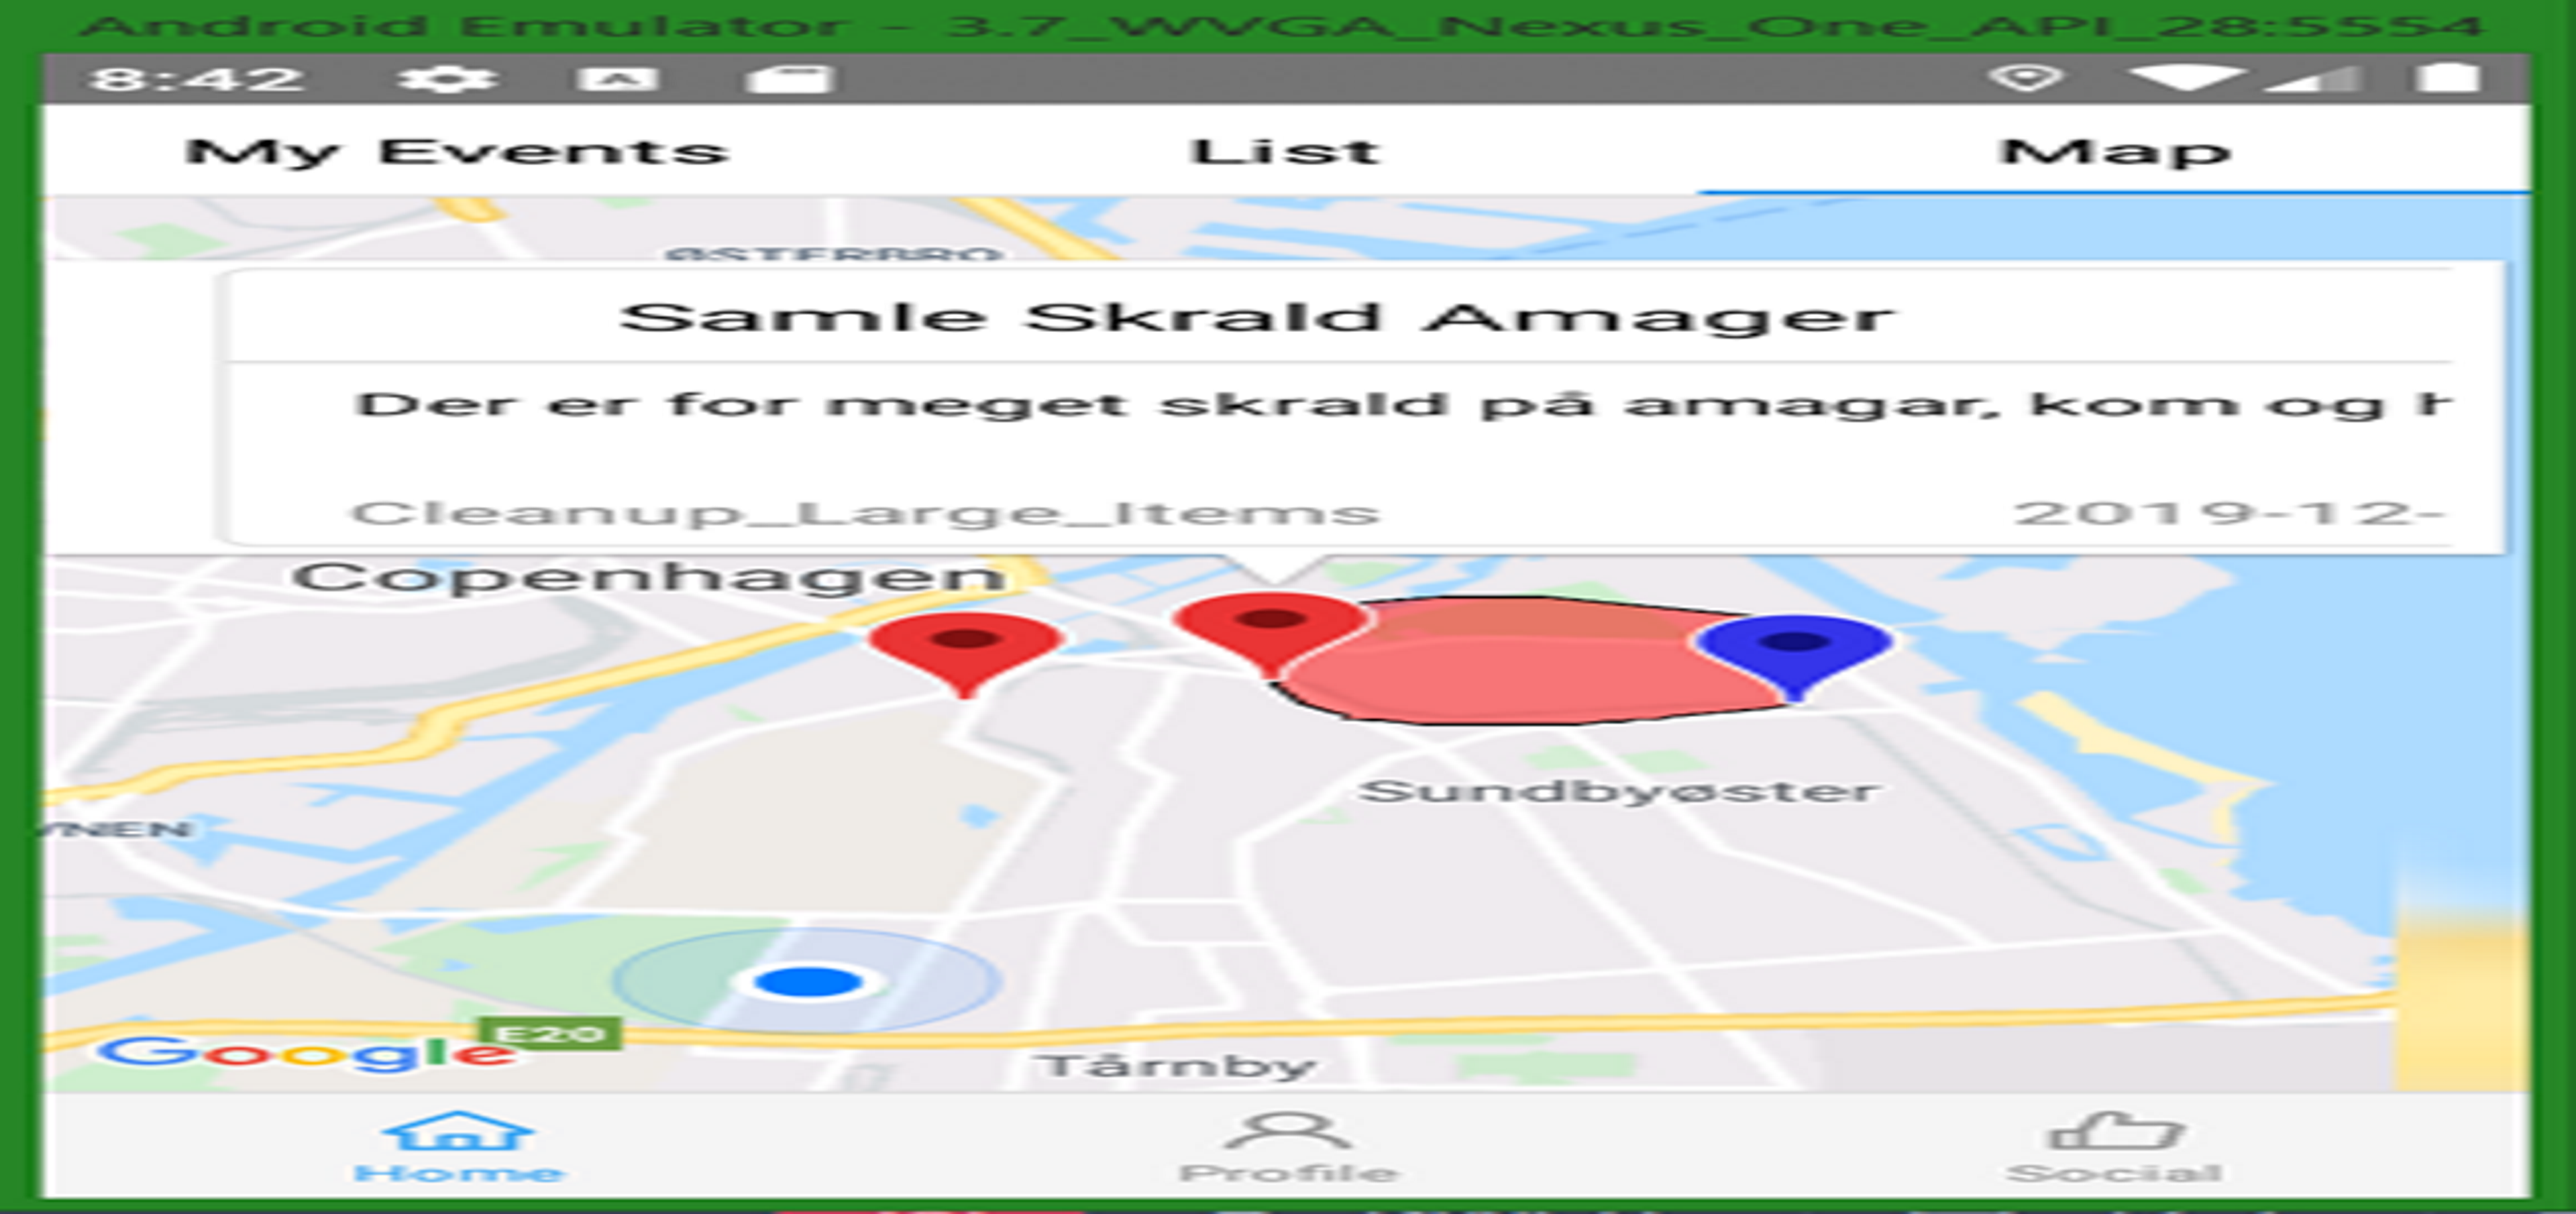 Android Emulator - 3.7_WVGA_Nexus_One_API_28:5554
8:42
My Events List Map
ØSTERBRO
Samle Skrald Amager
Der er for meget skrald på amagar, kom og
Cleanup_Large_Items 2019-12-
Copenhagen
Sundbyøster
VNEN
E20
Google
Tårnby
Home Profile Social